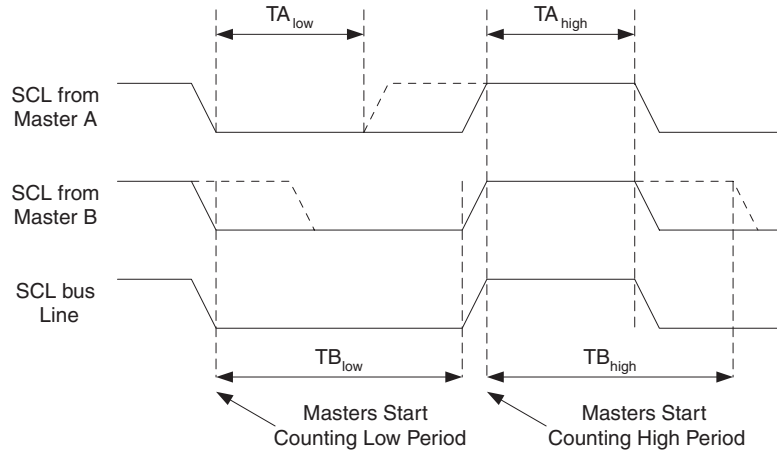 TA low
TA high
SCL from
Master A
SCL from
Master B
SCL bus
Line
TB low
TB high
Masters Start
Counting Low Period
Masters Start
Counting High Period